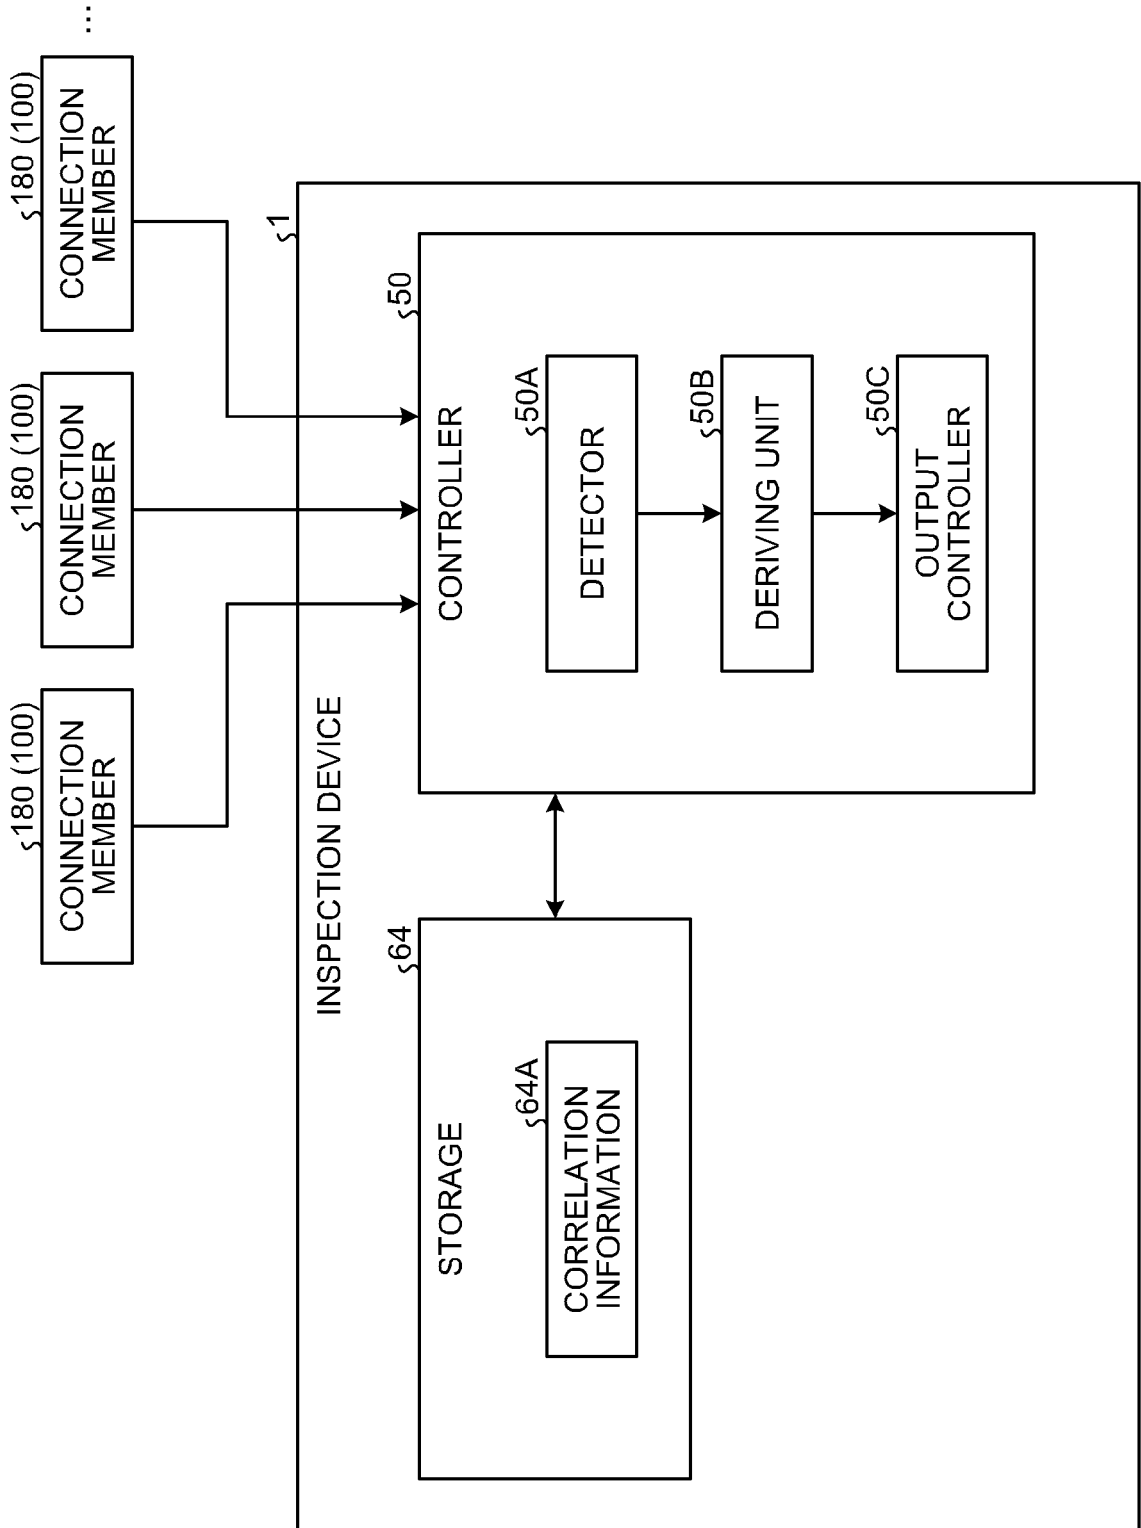 180 (100)
CONNECTION
MEMBER
180 (100)
CONNECTION
MEMBER
180 (100)
CONNECTION
MEMBER
...
1
INSPECTION DEVICE
64
STORAGE
64A
CORRELATION
INFORMATION
50
CONTROLLER
50A
DETECTOR
50B
DERIVING UNIT
50C
OUTPUT
CONTROLLER